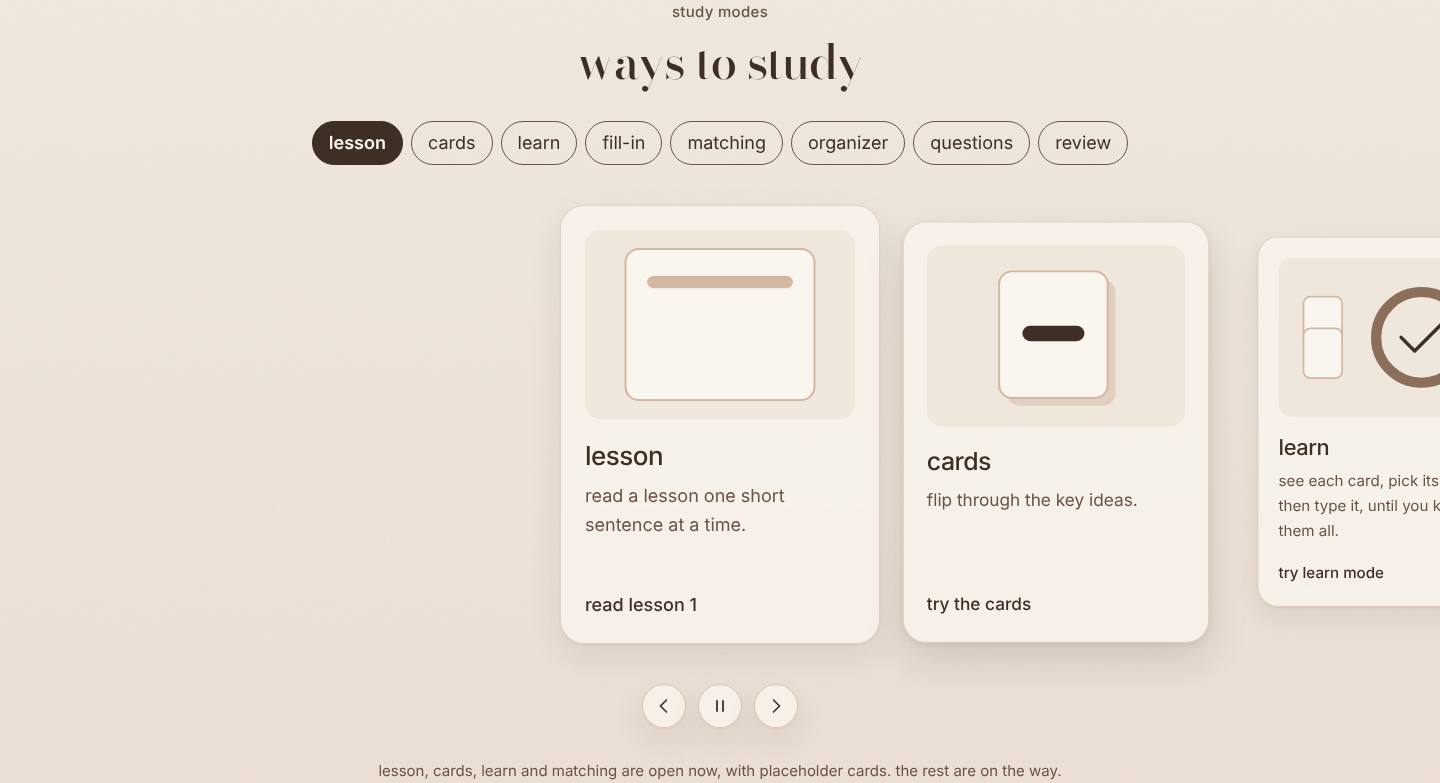 study modes
ways to study
lesson
cards
learn
fill-in
matching
organizer
questions
review
lesson
read a lesson one short
sentence at a time.
read lesson 1
cards
flip through the key ideas.
try the cards
learn
see each card, pick its
then type it, until you
them all.
try learn mode
lesson, cards, learn and matching are open now, with placeholder cards. the rest are on the way.